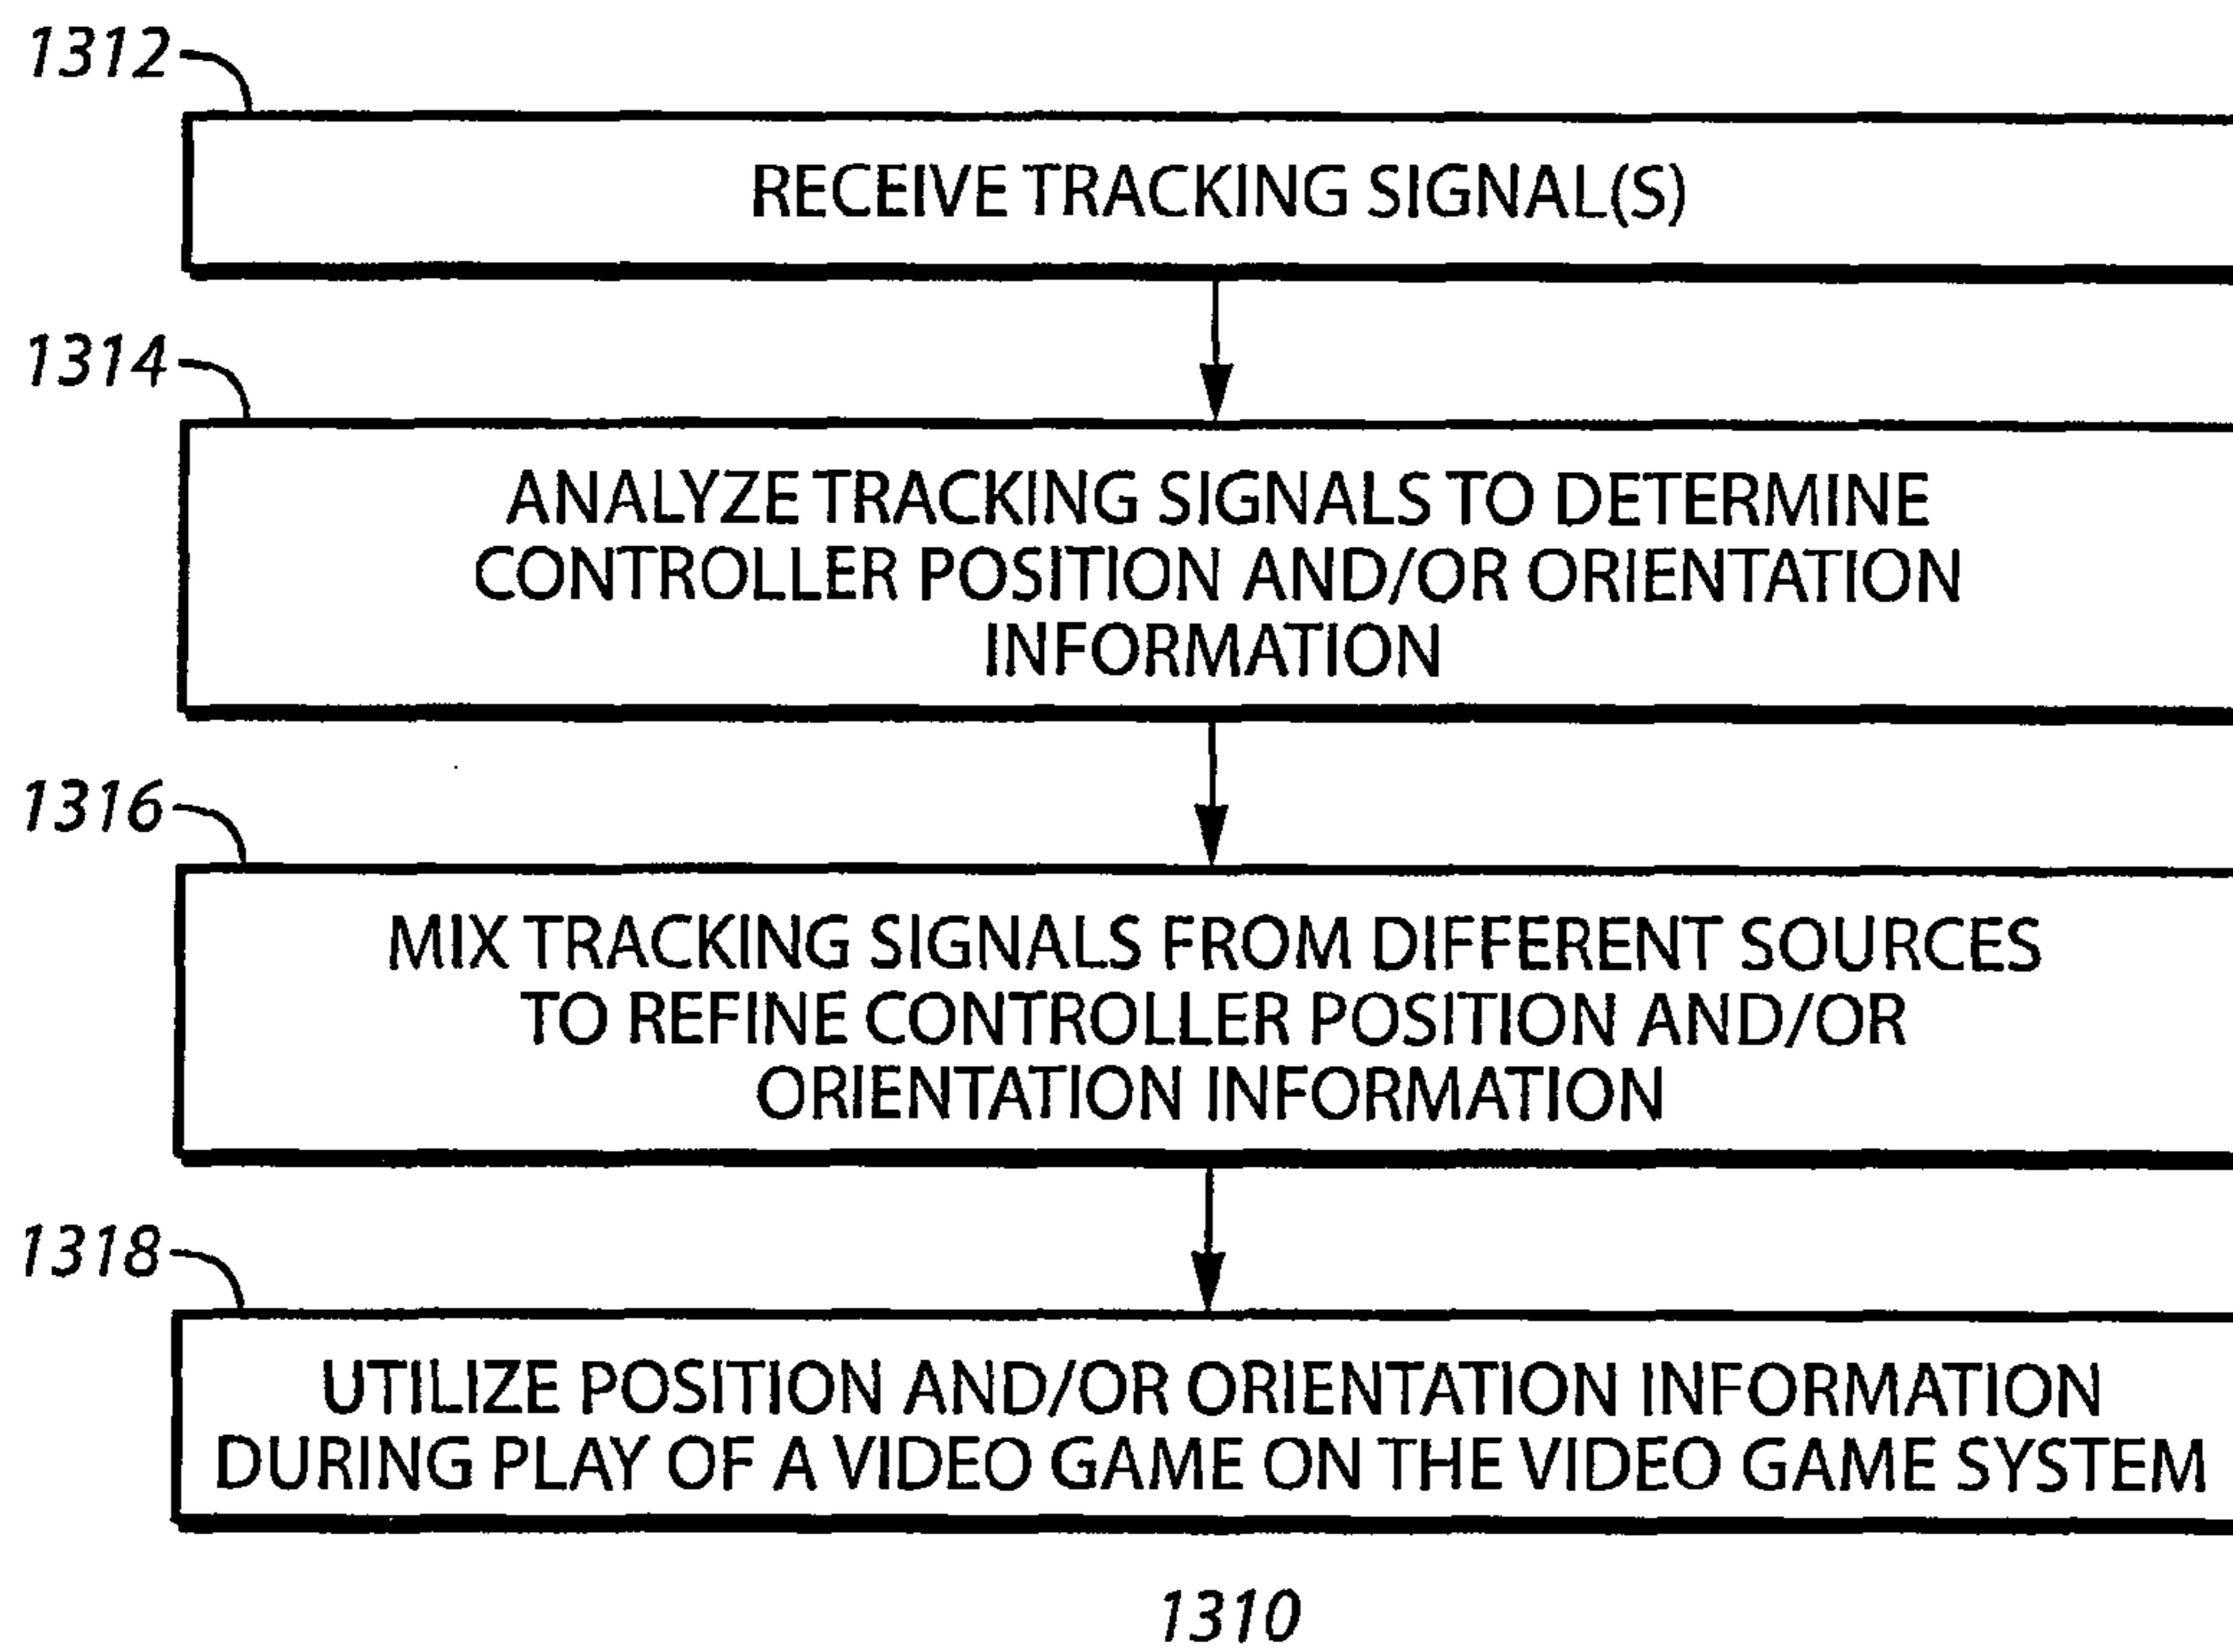 1312
RECEIVE TRACKING SIGNAL(S)
1314
ANALYZE TRACKING SIGNALS TO DETERMINE
CONTROLLER POSITION AND/OR ORIENTATION
INFORMATION
1316
MIX TRACKING SIGNALS FROM DIFFERENT SOURCES
TO REFINE CONTROLLER POSITION AND/OR
ORIENTATION INFORMATION
1318
UTILIZE POSITION AND/OR ORIENTATION INFORMATION
DURING PLAY OF A VIDEO GAME ON THE VIDEO GAME SYSTEM
1310